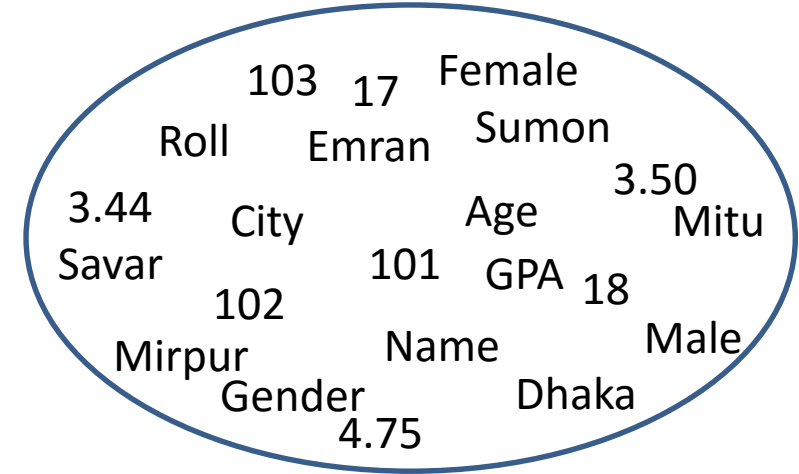 103 17 Female
Roll Emran Sumon
3.44 City Age 3.50
Savar 101 GPA 18 Mitu
102
Mirpur Name Male
Gender Dhaka
4.75